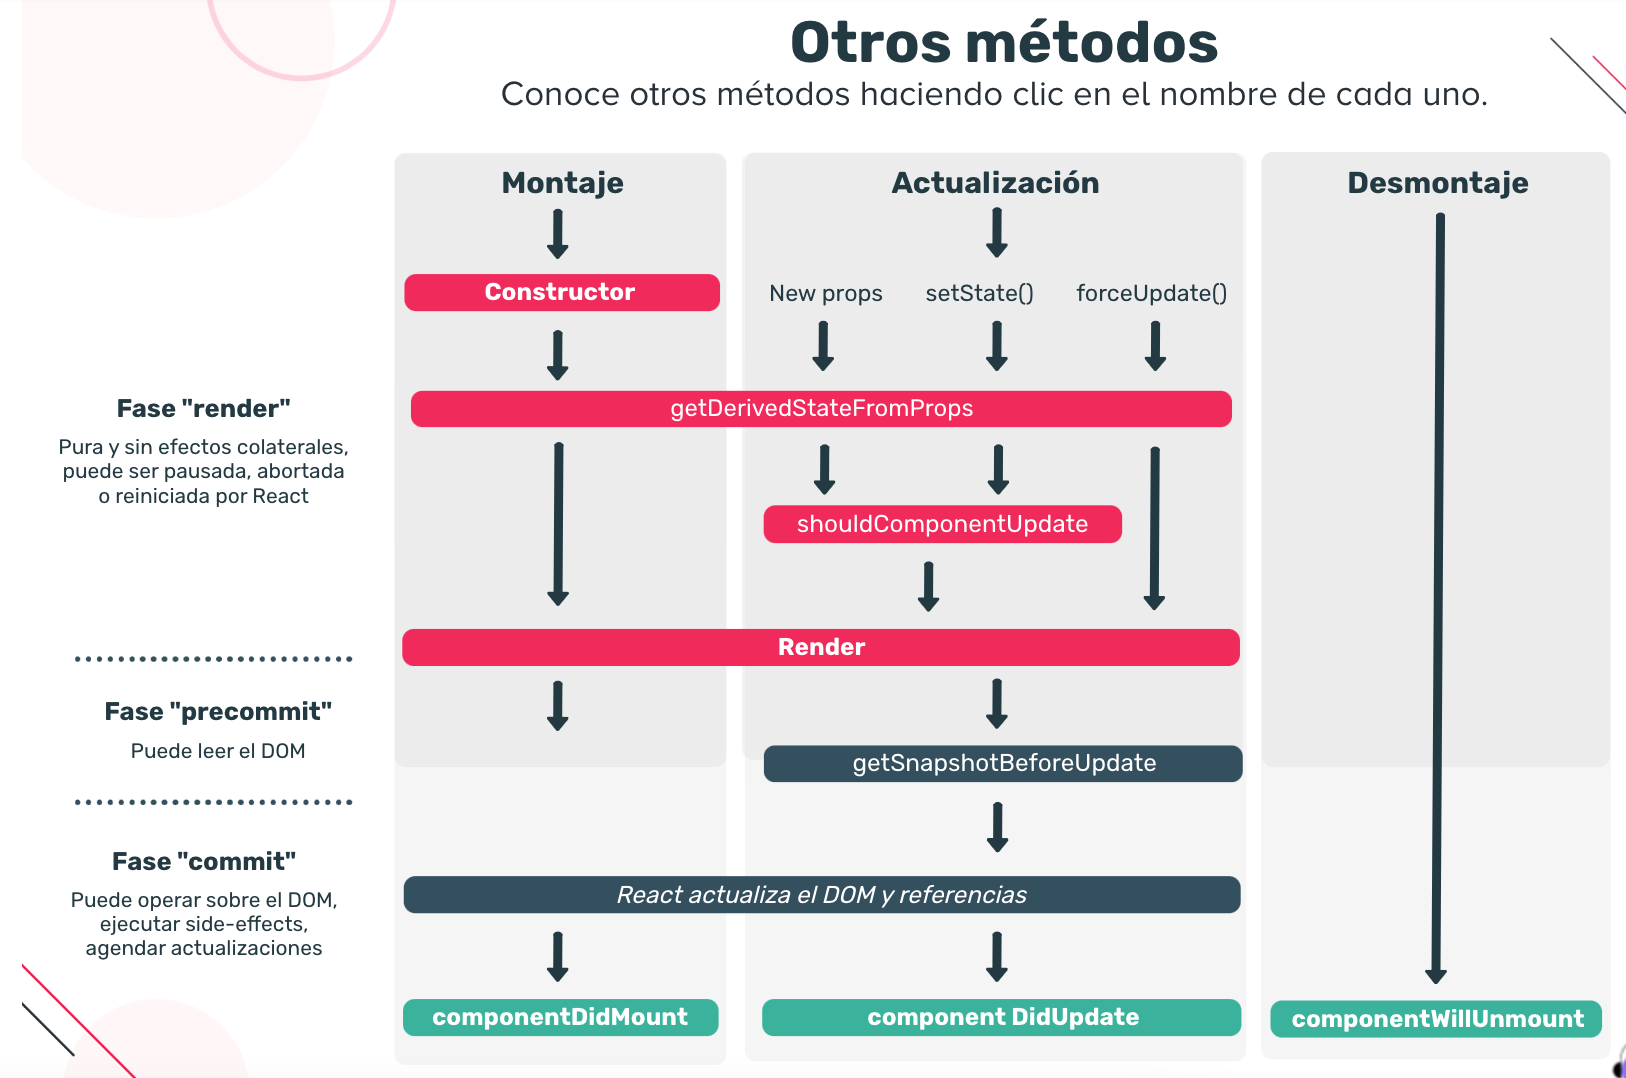 Otros métodos
Conoce otros métodos haciendo clic en el nombre de cada uno.
Montaje
Actualización
Desmontaje
Constructor
New props
setState()
forceUpdate()
getDerivedStateFromProps
Fase "render"
Pura y sin efectos colaterales,
puede ser pausada, abortada
o reiniciada por React
shouldComponentUpdate
Render
Fase "precommit"
Puede leer el DOM
getSnapshotBeforeUpdate
Fase "commit"
Puede operar sobre el DOM,
ejecutar side-effects,
agendar actualizaciones
React actualiza el DOM y referencias
componentDidMount
component DidUpdate
componentWillUnmount